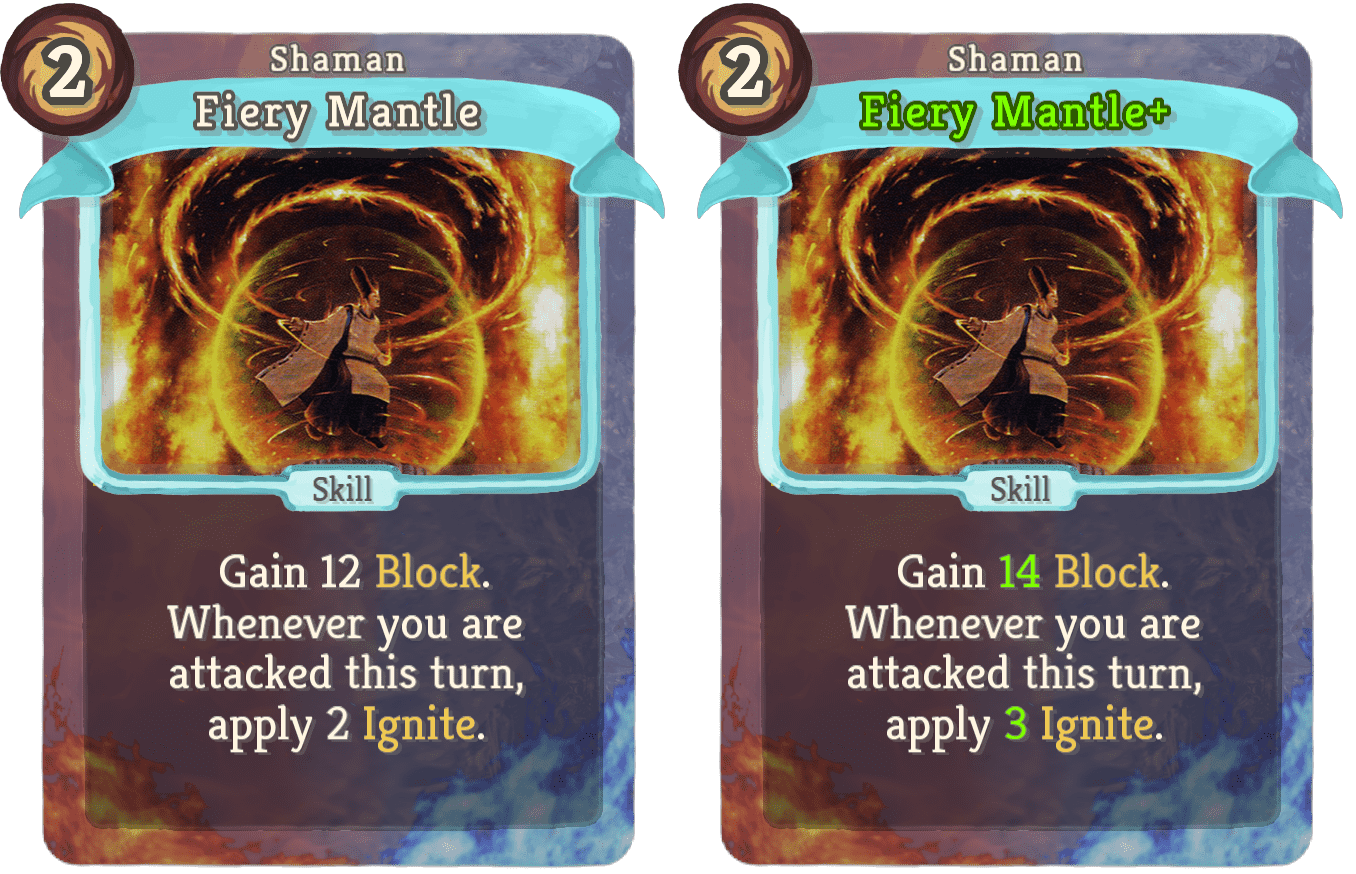 2
Shaman
Fiery Mantle
Skill
Gain 12 Block.
Whenever you are
attacked this turn,
apply 2 Ignite.
2
Shaman
Fiery Mantle+
Skill
Gain 14 Block.
Whenever you are
attacked this turn,
apply 3 Ignite.